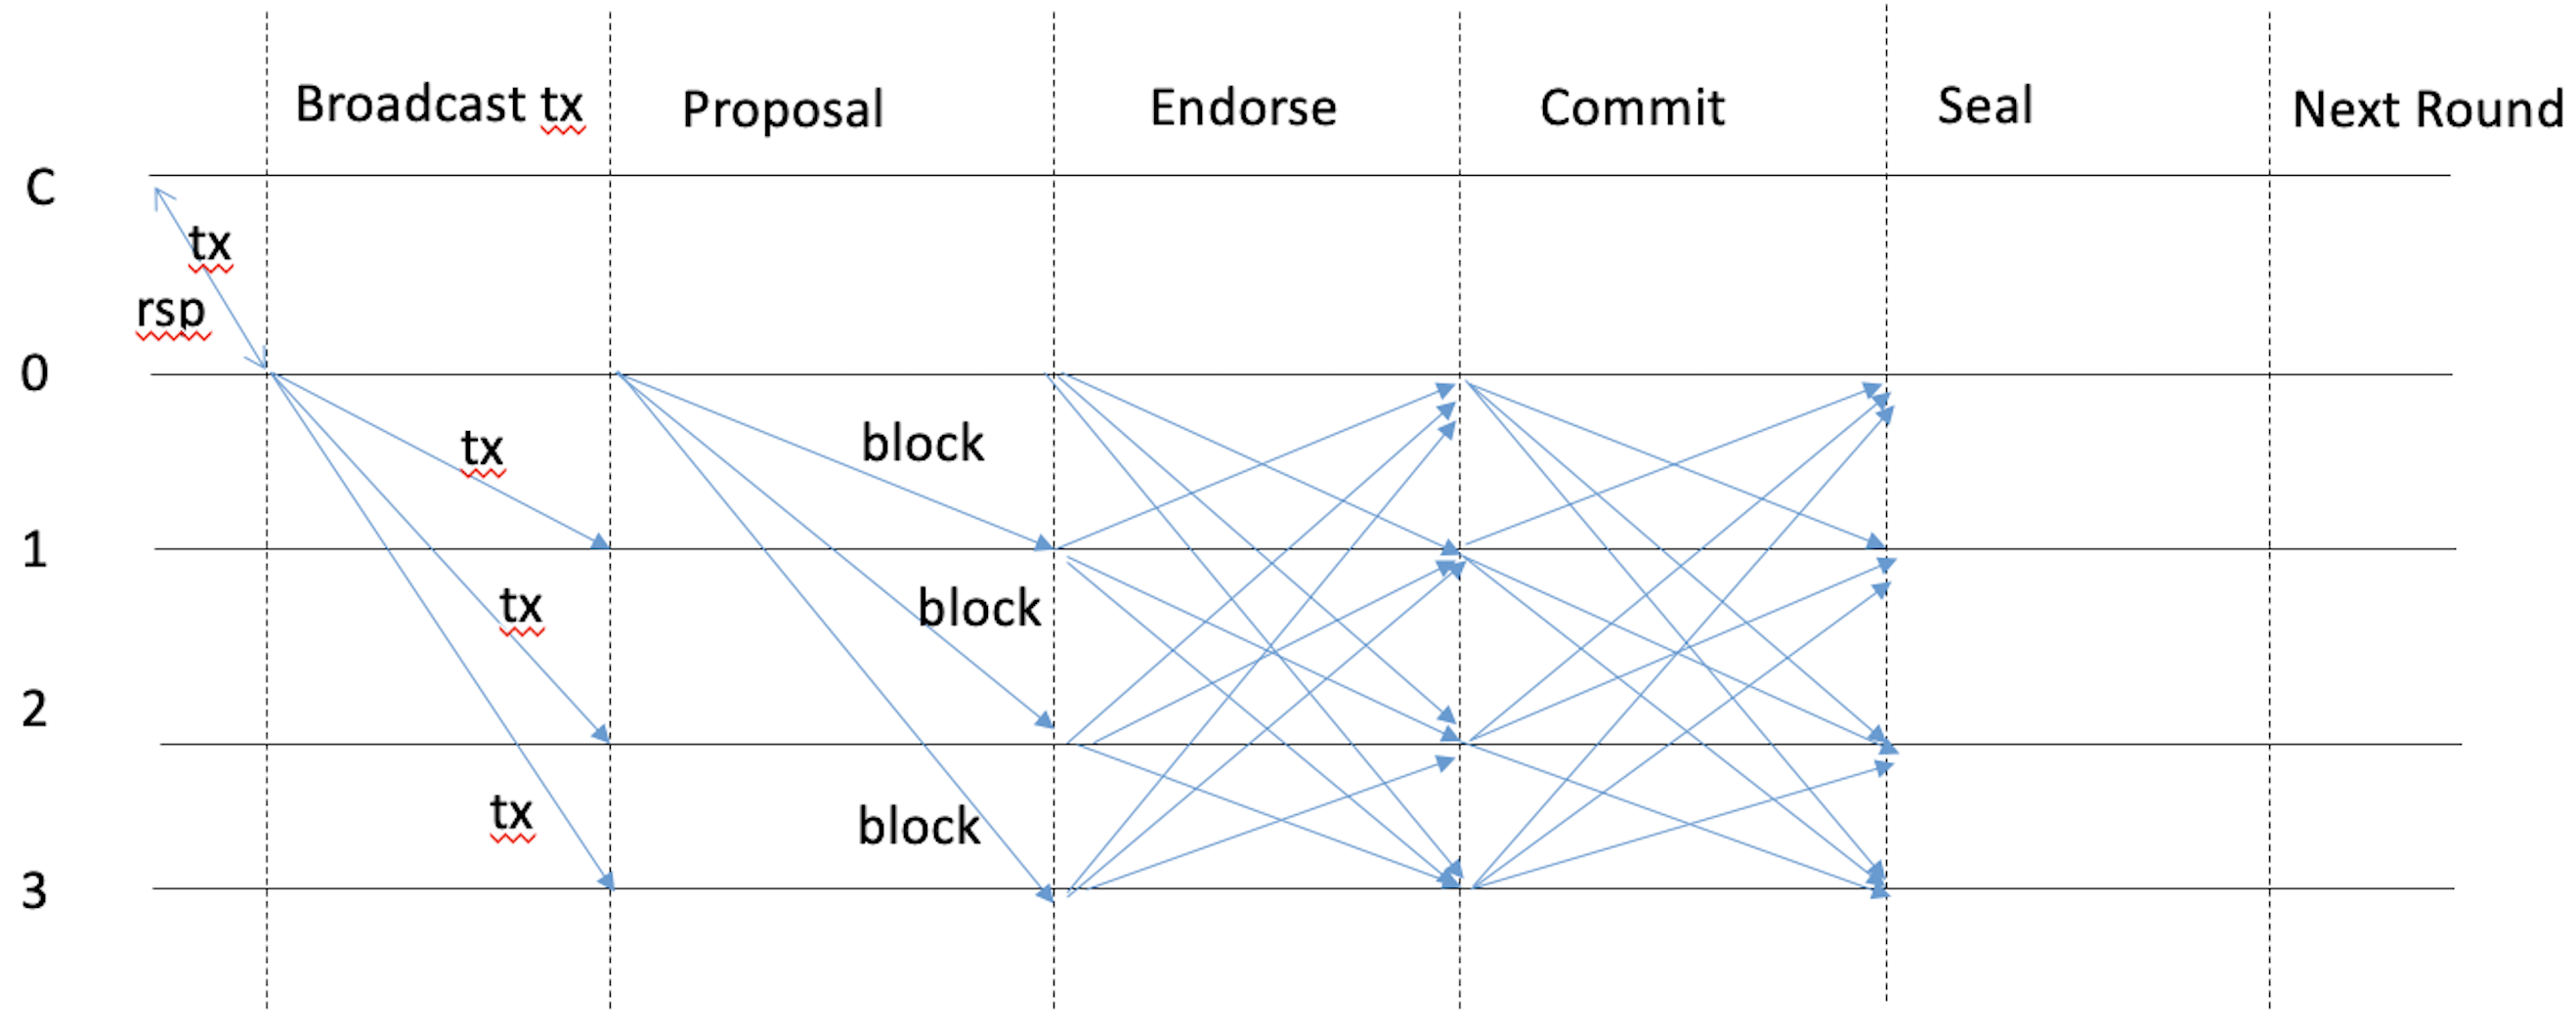 Broadcast tx
Proposal
Endorse
Commit
Seal
Next Round
C
tx
rsp
0
tx
block
1
tx
block
2
tx
block
3